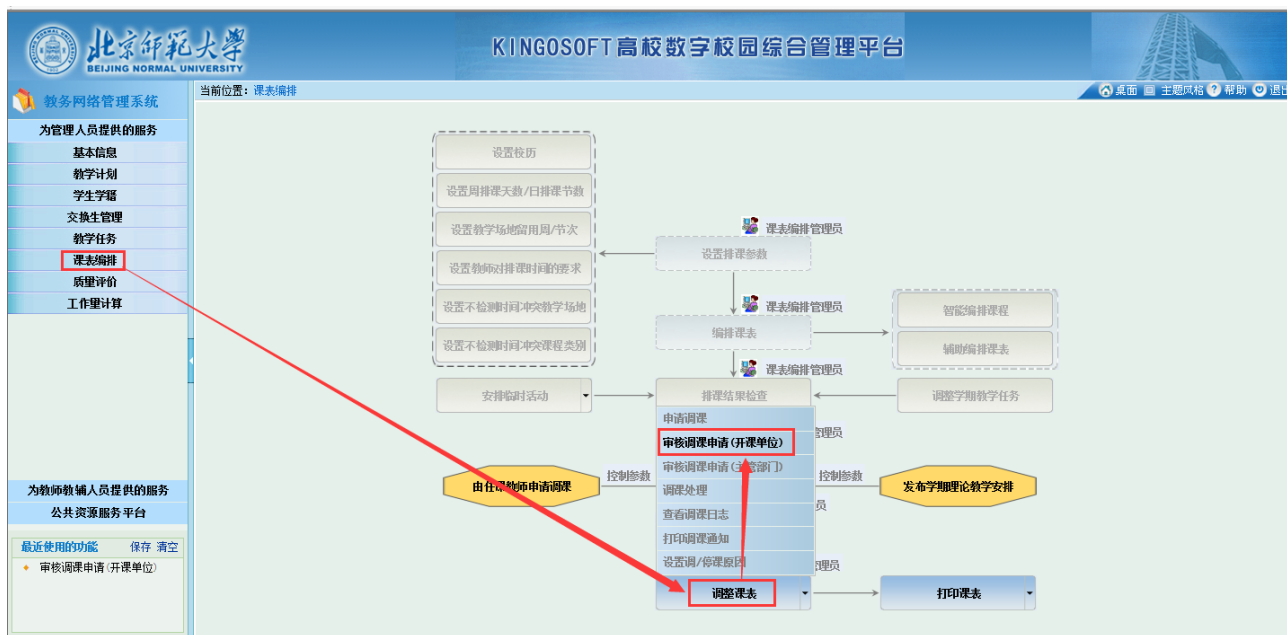 北京师范大学
BEIJING NORMAL UNIVERSITY
KINGOSOFT高校数字校园综合管理平台
教务网络管理系统
当前位置：课表编排
桌面 主题风格 帮助 退出
为管理人员提供的服务
基本信息
教学计划
学生学籍
交换生管理
教学任务
课表编排
质量评价
工作量计算
为教师教辅人员提供的服务
公共资源服务平台
最近使用的功能 保存 清空
审核调课申请(开课单位)
设置校历
设置周排课天数/日排课节数
设置教学场地留用周/节次
设置教师对排课时间的要求
设置不检测时间冲突教学场地
设置不检测时间冲突课程类别
课表编排管理员
设置排课参数
课表编排管理员
编排课表
智能编排课程
辅助编排课表
课表编排管理员
安排临时活动
排课结果检查
调整学期教学任务
申请调课
审核调课申请(开课单位)
管理员
审核调课申请(主管部门)
由任课教师申请调课
控制参数
控制参数
发布学期理论教学安排
调课处理
员
查看调课日志
打印调课通知
设置调/停课原因
管理员
调整课表
打印课表